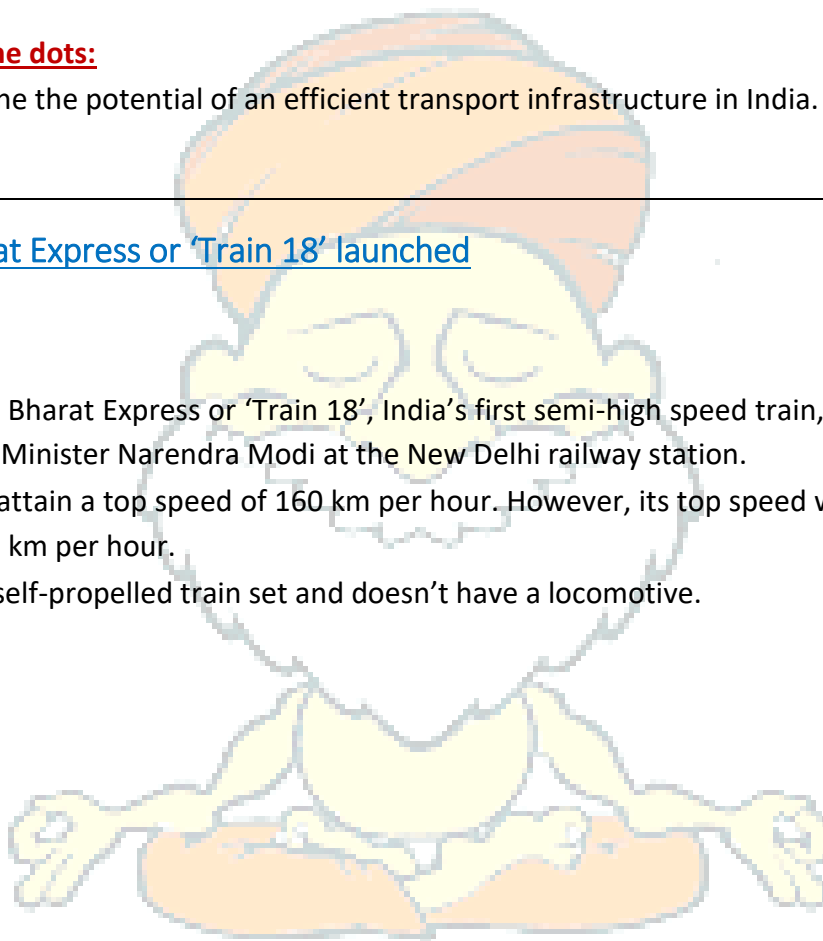 ne dots:
ne the potential of an efficient transport infrastructure in India.
at Express or ‘Train 18’ launched
Bharat Express or ‘Train 18’, India’s first semi-high speed train,
Minister Narendra Modi at the New Delhi railway station.
attain a top speed of 160 km per hour. However, its top speed w
km per hour.
self-propelled train set and doesn’t have a locomotive.